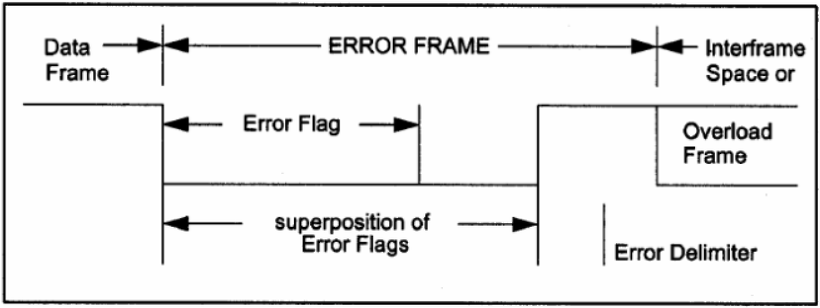 Data
Frame
ERROR FRAME
Interframe
Space or
Error Flag
Overload
Frame
superposition of
Error Flags
Error Delimiter